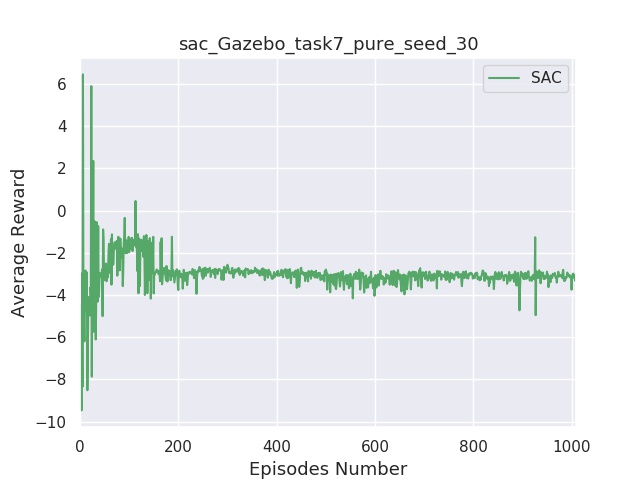 sac_Gazebo_task7_pure_seed_30
SAC
6
4
2
0
−2
−4
−6
−8
−10
Average Reward
0 200 400 600 800 1000
Episodes Number